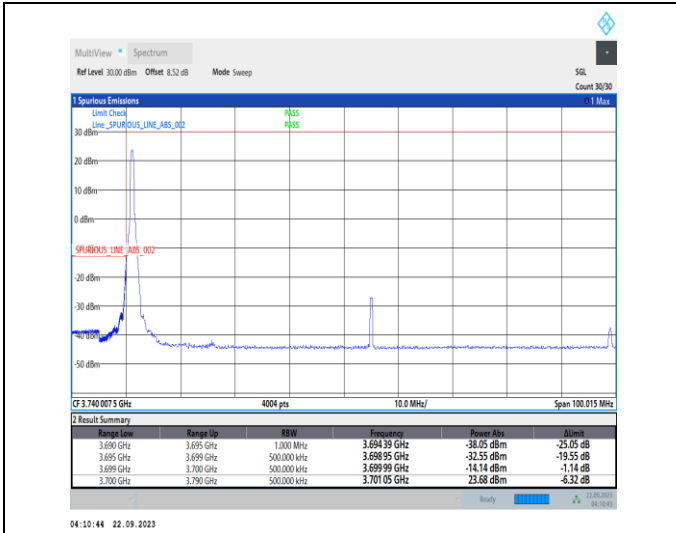 MultiView Spectrum
Ref Level 30.00 dBm Offset 8.52 dB Mode Sweep SGL
Count 30/30
1 Spurious Emissions 1 Max
Limit Check PASS
Line _SPURIOUS_LINE_ABS_002 PASS
30 dBm
20 dBm
10 dBm
0 dBm
_SPURIOUS_LINE_ABS_002
-20 dBm
-30 dBm
-40 dBm
-50 dBm
CF 3.740 007 5 GHz 4004 pts 10.0 MHz/ Span 100.015 MHz
2 Result Summary
Range Low Range Up RBW Frequency Power Abs ΔLimit
3.690 GHz 3.695 GHz 1.000 MHz 3.694 39 GHz -38.05 dBm -25.05 dB
3.695 GHz 3.699 GHz 500.000 kHz 3.698 95 GHz -32.55 dBm -19.55 dB
3.699 GHz 3.700 GHz 500.000 kHz 3.699 99 GHz -14.14 dBm -1.14 dB
3.700 GHz 3.790 GHz 500.000 kHz 3.701 05 GHz 23.68 dBm -6.32 dB
Ready 22.09.2023
04:10:43
04:10:44 22.09.2023